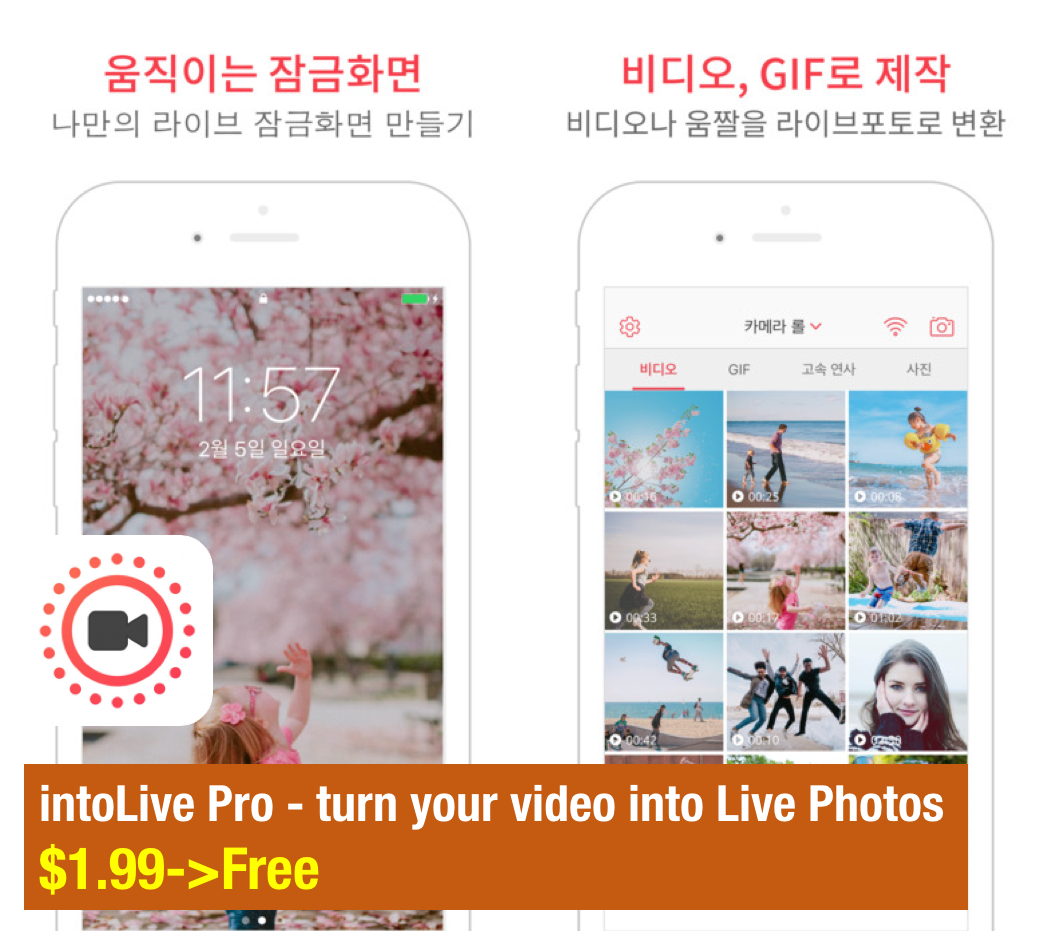 움직이는 잠금화면
나만의 라이브 잠금화면 만들기
11:57
2월 5일 일요일
비디오, GIF로 제작
비디오나 움짤을 라이브포토로 변환
카메라 롤
비디오 GIF 고속 연사 사진
00:16 00:25 00:08
00:33 00:17 01:02
00:42 00:10
intoLive Pro - turn your video into Live Photos
$1.99->Free